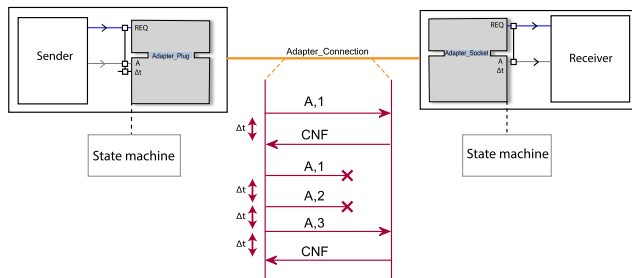 Sender
REQ
Adapter_Plug
A
Δt
Adapter_Connection
REQ
Adapter_Socket
A
Receiver
State machine
State machine
A,1
Δt
CNF
A,1
Δt
A,2
Δt
A,3
Δt
CNF